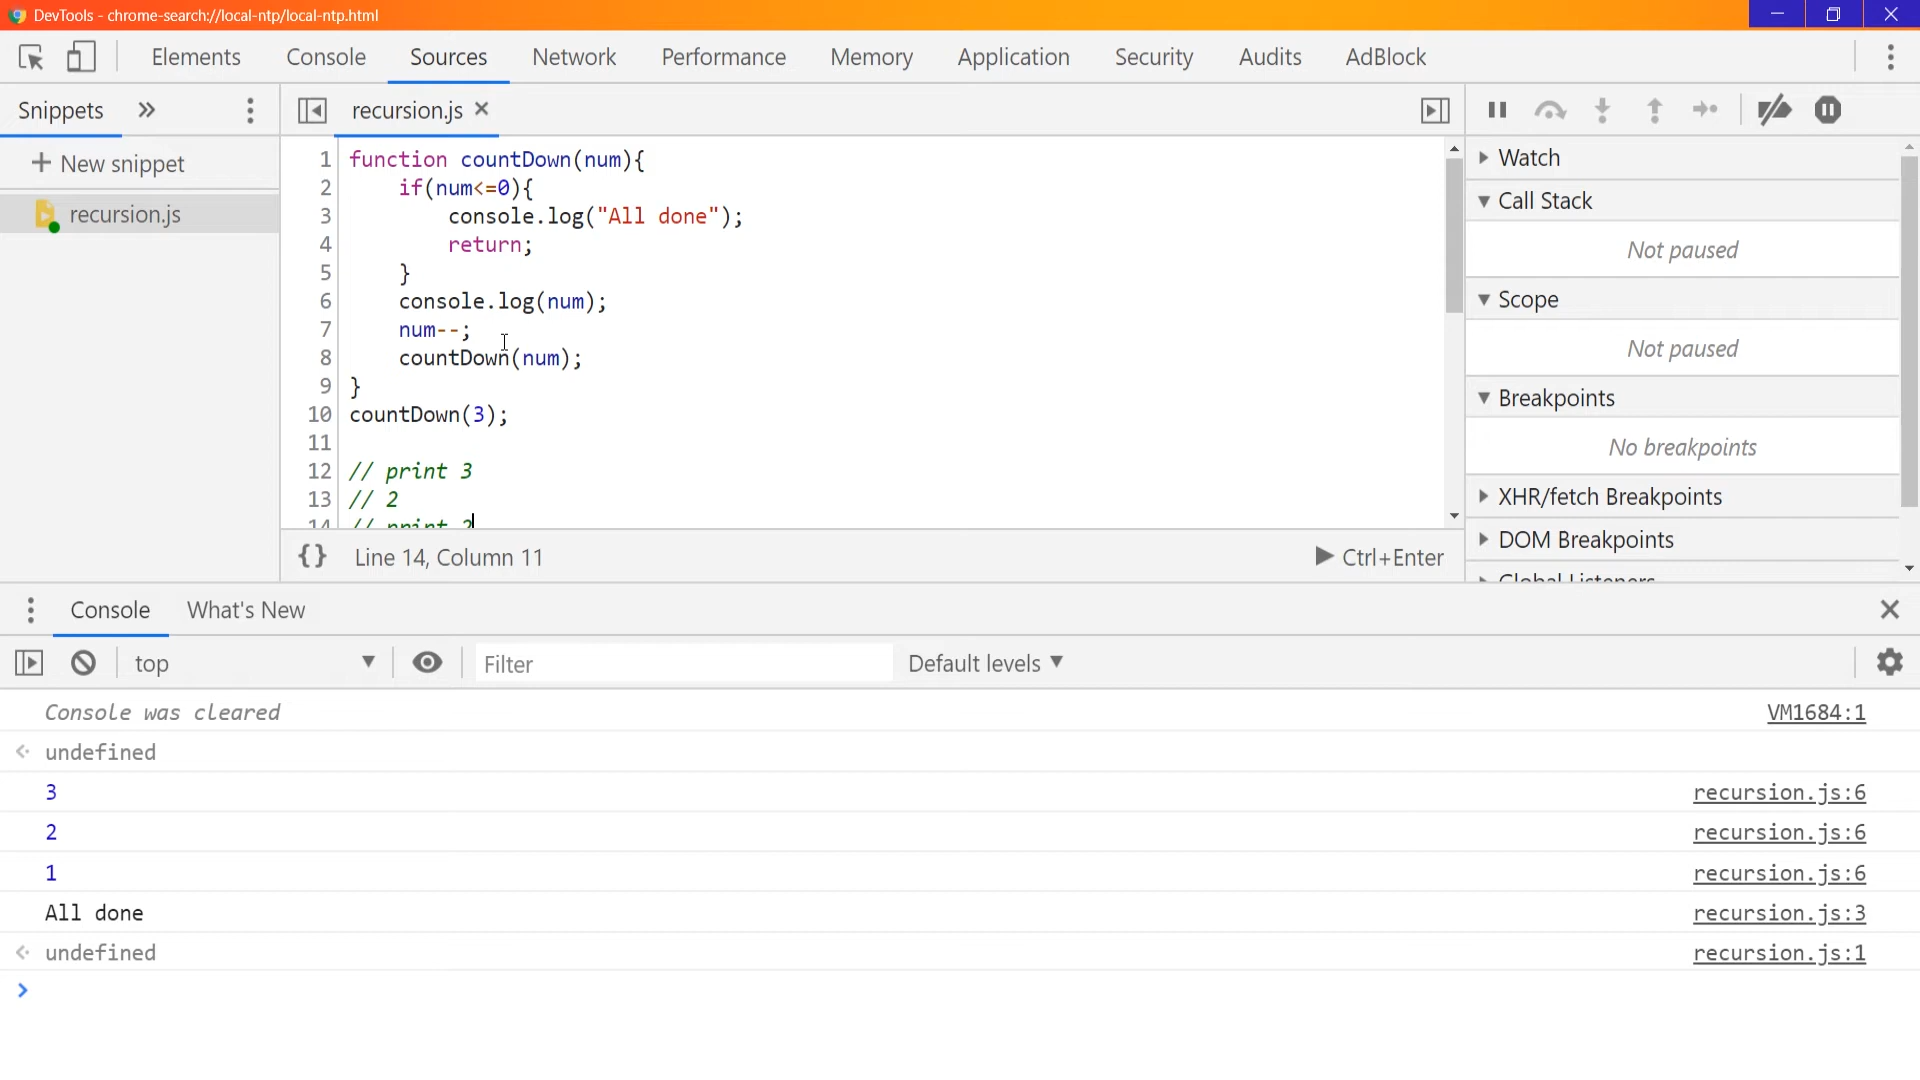 DevTools - chrome-search://local-ntp/local-ntp.html
Elements Console Sources Network Performance Memory Application Security Audits AdBlock
Snippets »
recursion.js ×
+ New snippet
recursion.js
1 function countDown(num){
2 if(num<=0){
3 console.log("All done");
4 return;
5 }
6 console.log(num);
7 num--;
8 countDown(num);
9 }
10 countDown(3);
11
12 // print 3
13 // 2
14 // print 2
{} Line 14, Column 11
Ctrl+Enter
Watch
Call Stack
Not paused
Scope
Not paused
Breakpoints
No breakpoints
XHR/fetch Breakpoints
DOM Breakpoints
Global Listeners
Console What's New
top
Filter
Default levels
Console was cleared VM1684:1
undefined
3 recursion.js:6
2 recursion.js:6
1 recursion.js:6
All done recursion.js:3
undefined recursion.js:1